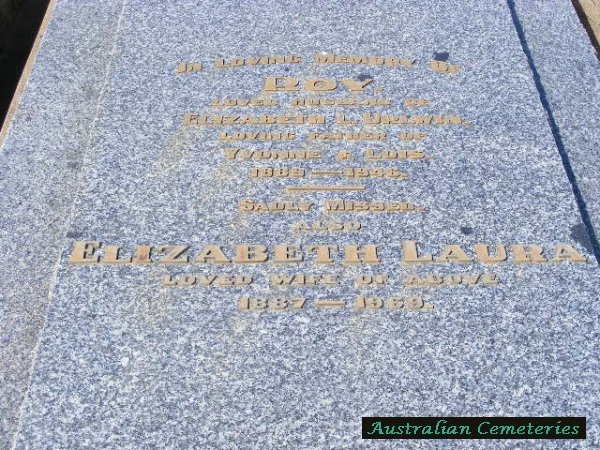 In Loving Memory Of
Roy.
Loved Husband Of
Elizabeth L. Urlwin.
Loving Father Of
Yvonne & Lois.
1889 — 1946.
Sadly Missed.
Also
Elizabeth Laura
Loved Wife Of Above
1887 — 1969.
Australian Cemeteries